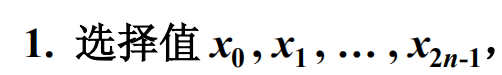 1. 选择值 x₀ , x₁ , … , x₂ₙ₋₁,